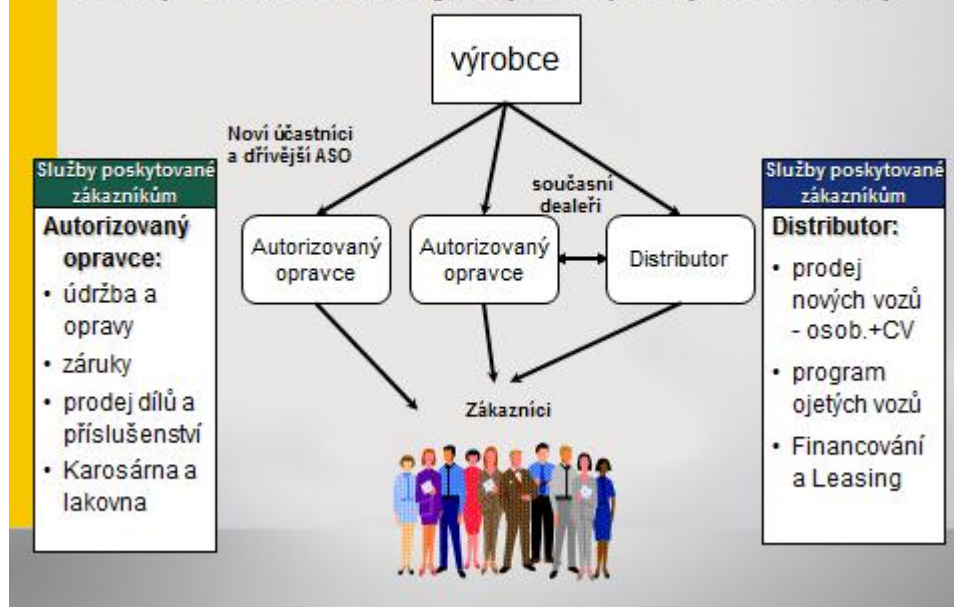 výrobce
Noví účastníci
a dřívější ASO
současní
dealeři
Služby poskytované
zákazníkům
Autorizovaný
opravce:
• údržba a
opravy
• záruky
• prodej dílů a
příslušenství
• Karosárna a
lakovna
Autorizovaný
opravce
Autorizovaný
opravce
Distributor
Zákazníci
Služby poskytované
zákazníkům
Distributor:
• prodej
nových vozů
- osob.+CV
• program
ojetých vozů
• Financování
a Leasing